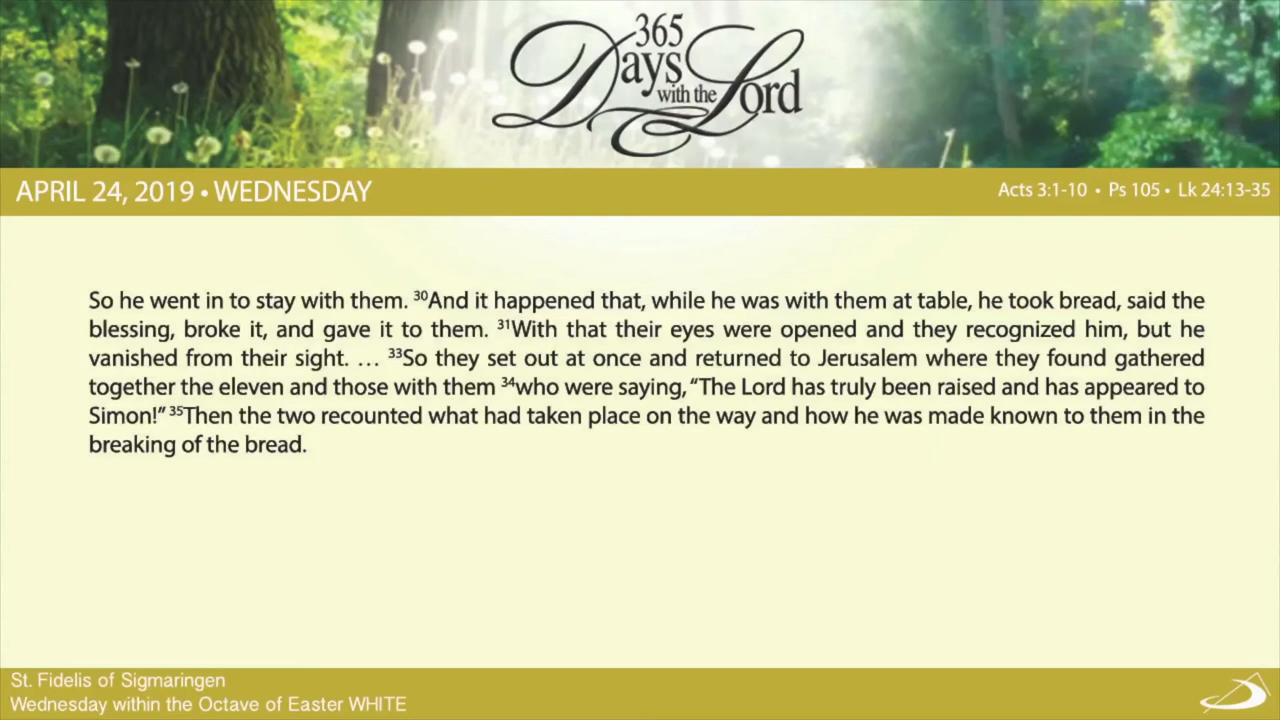 365
Days
with the
Lord
APRIL 24, 2019 • WEDNESDAY
Acts 3:1-10 • Ps 105 • Lk 24:13-35
So he went in to stay with them. ³⁰And it happened that, while he was with them at table, he took bread, said the
blessing, broke it, and gave it to them. ³¹With that their eyes were opened and they recognized him, but he
vanished from their sight. … ³³So they set out at once and returned to Jerusalem where they found gathered
together the eleven and those with them ³⁴who were saying, “The Lord has truly been raised and has appeared to
Simon!” ³⁵Then the two recounted what had taken place on the way and how he was made known to them in the
breaking of the bread.
St. Fidelis of Sigmaringen
Wednesday within the Octave of Easter WHITE